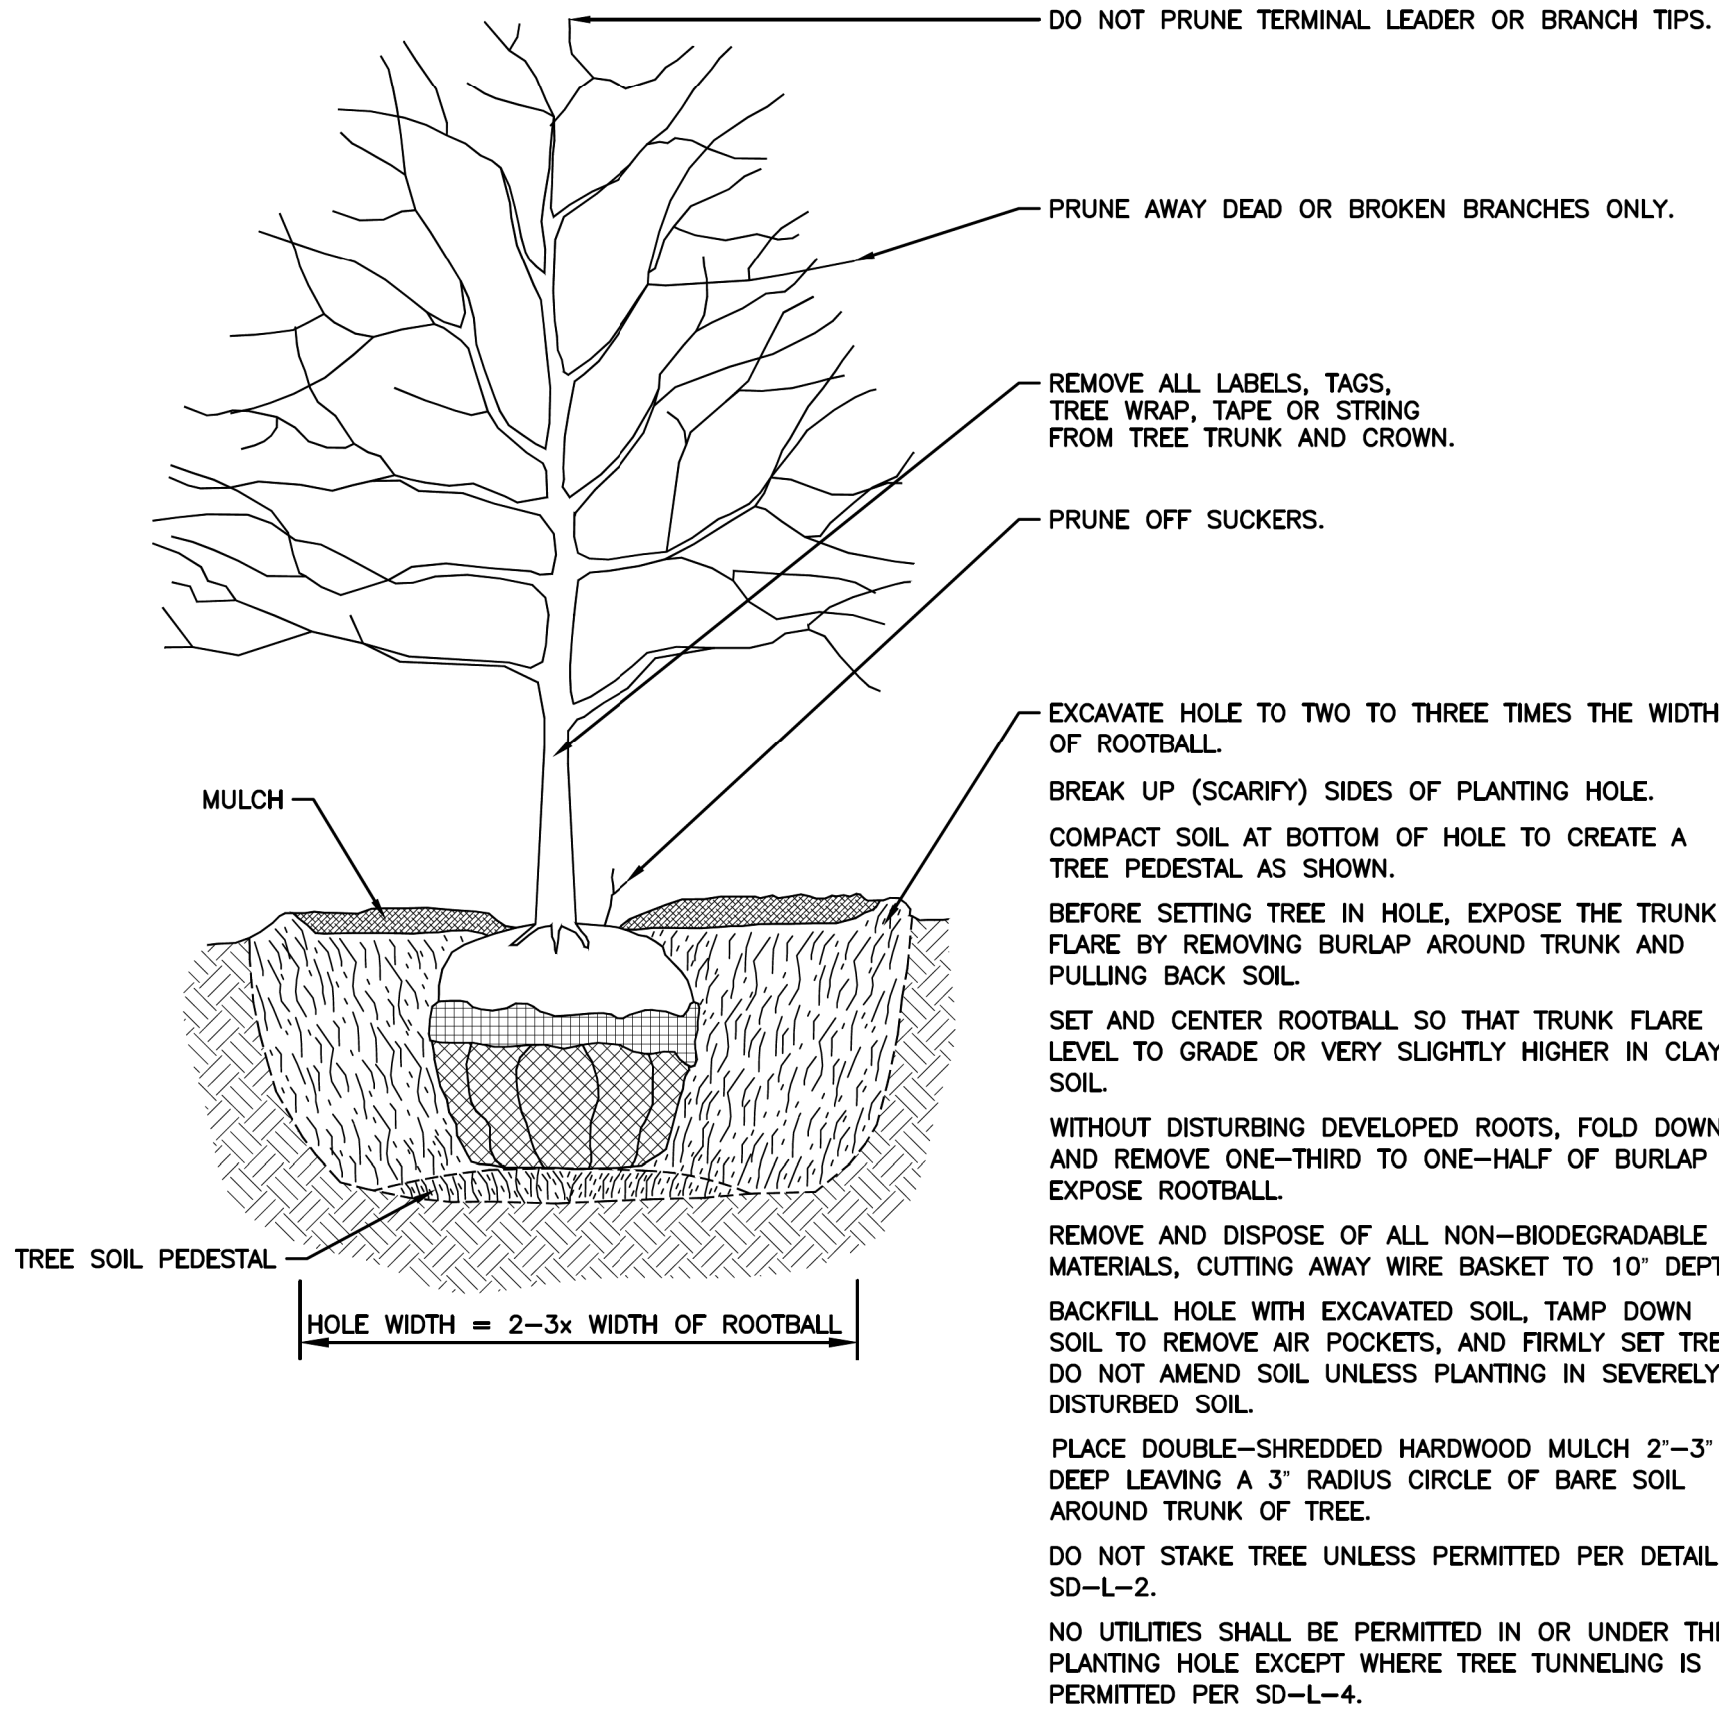 DO NOT PRUNE TERMINAL LEADER OR BRANCH TIPS.
PRUNE AWAY DEAD OR BROKEN BRANCHES ONLY.
REMOVE ALL LABELS, TAGS,
TREE WRAP, TAPE OR STRING
FROM TREE TRUNK AND CROWN.
PRUNE OFF SUCKERS.
EXCAVATE HOLE TO TWO TO THREE TIMES THE WIDTH
OF ROOTBALL.
MULCH
BREAK UP (SCARIFY) SIDES OF PLANTING HOLE.
COMPACT SOIL AT BOTTOM OF HOLE TO CREATE A
TREE PEDESTAL AS SHOWN.
BEFORE SETTING TREE IN HOLE, EXPOSE THE TRUNK
FLARE BY REMOVING BURLAP AROUND TRUNK AND
PULLING BACK SOIL.
SET AND CENTER ROOTBALL SO THAT TRUNK FLARE
LEVEL TO GRADE OR VERY SLIGHTLY HIGHER IN CLAY
SOIL.
WITHOUT DISTURBING DEVELOPED ROOTS, FOLD DOWN
AND REMOVE ONE-THIRD TO ONE-HALF OF BURLAP
EXPOSE ROOTBALL.
REMOVE AND DISPOSE OF ALL NON-BIODEGRADABLE
MATERIALS, CUTTING AWAY WIRE BASKET TO 10" DEPT
TREE SOIL PEDESTAL
HOLE WIDTH = 2-3x WIDTH OF ROOTBALL
BACKFILL HOLE WITH EXCAVATED SOIL, TAMP DOWN
SOIL TO REMOVE AIR POCKETS, AND FIRMLY SET TRE
DO NOT AMEND SOIL UNLESS PLANTING IN SEVERELY
DISTURBED SOIL.
PLACE DOUBLE-SHREDDED HARDWOOD MULCH 2"-3"
DEEP LEAVING A 3" RADIUS CIRCLE OF BARE SOIL
AROUND TRUNK OF TREE.
DO NOT STAKE TREE UNLESS PERMITTED PER DETAIL
SD-L-2.
NO UTILITIES SHALL BE PERMITTED IN OR UNDER TH
PLANTING HOLE EXCEPT WHERE TREE TUNNELING IS
PERMITTED PER SD-L-4.